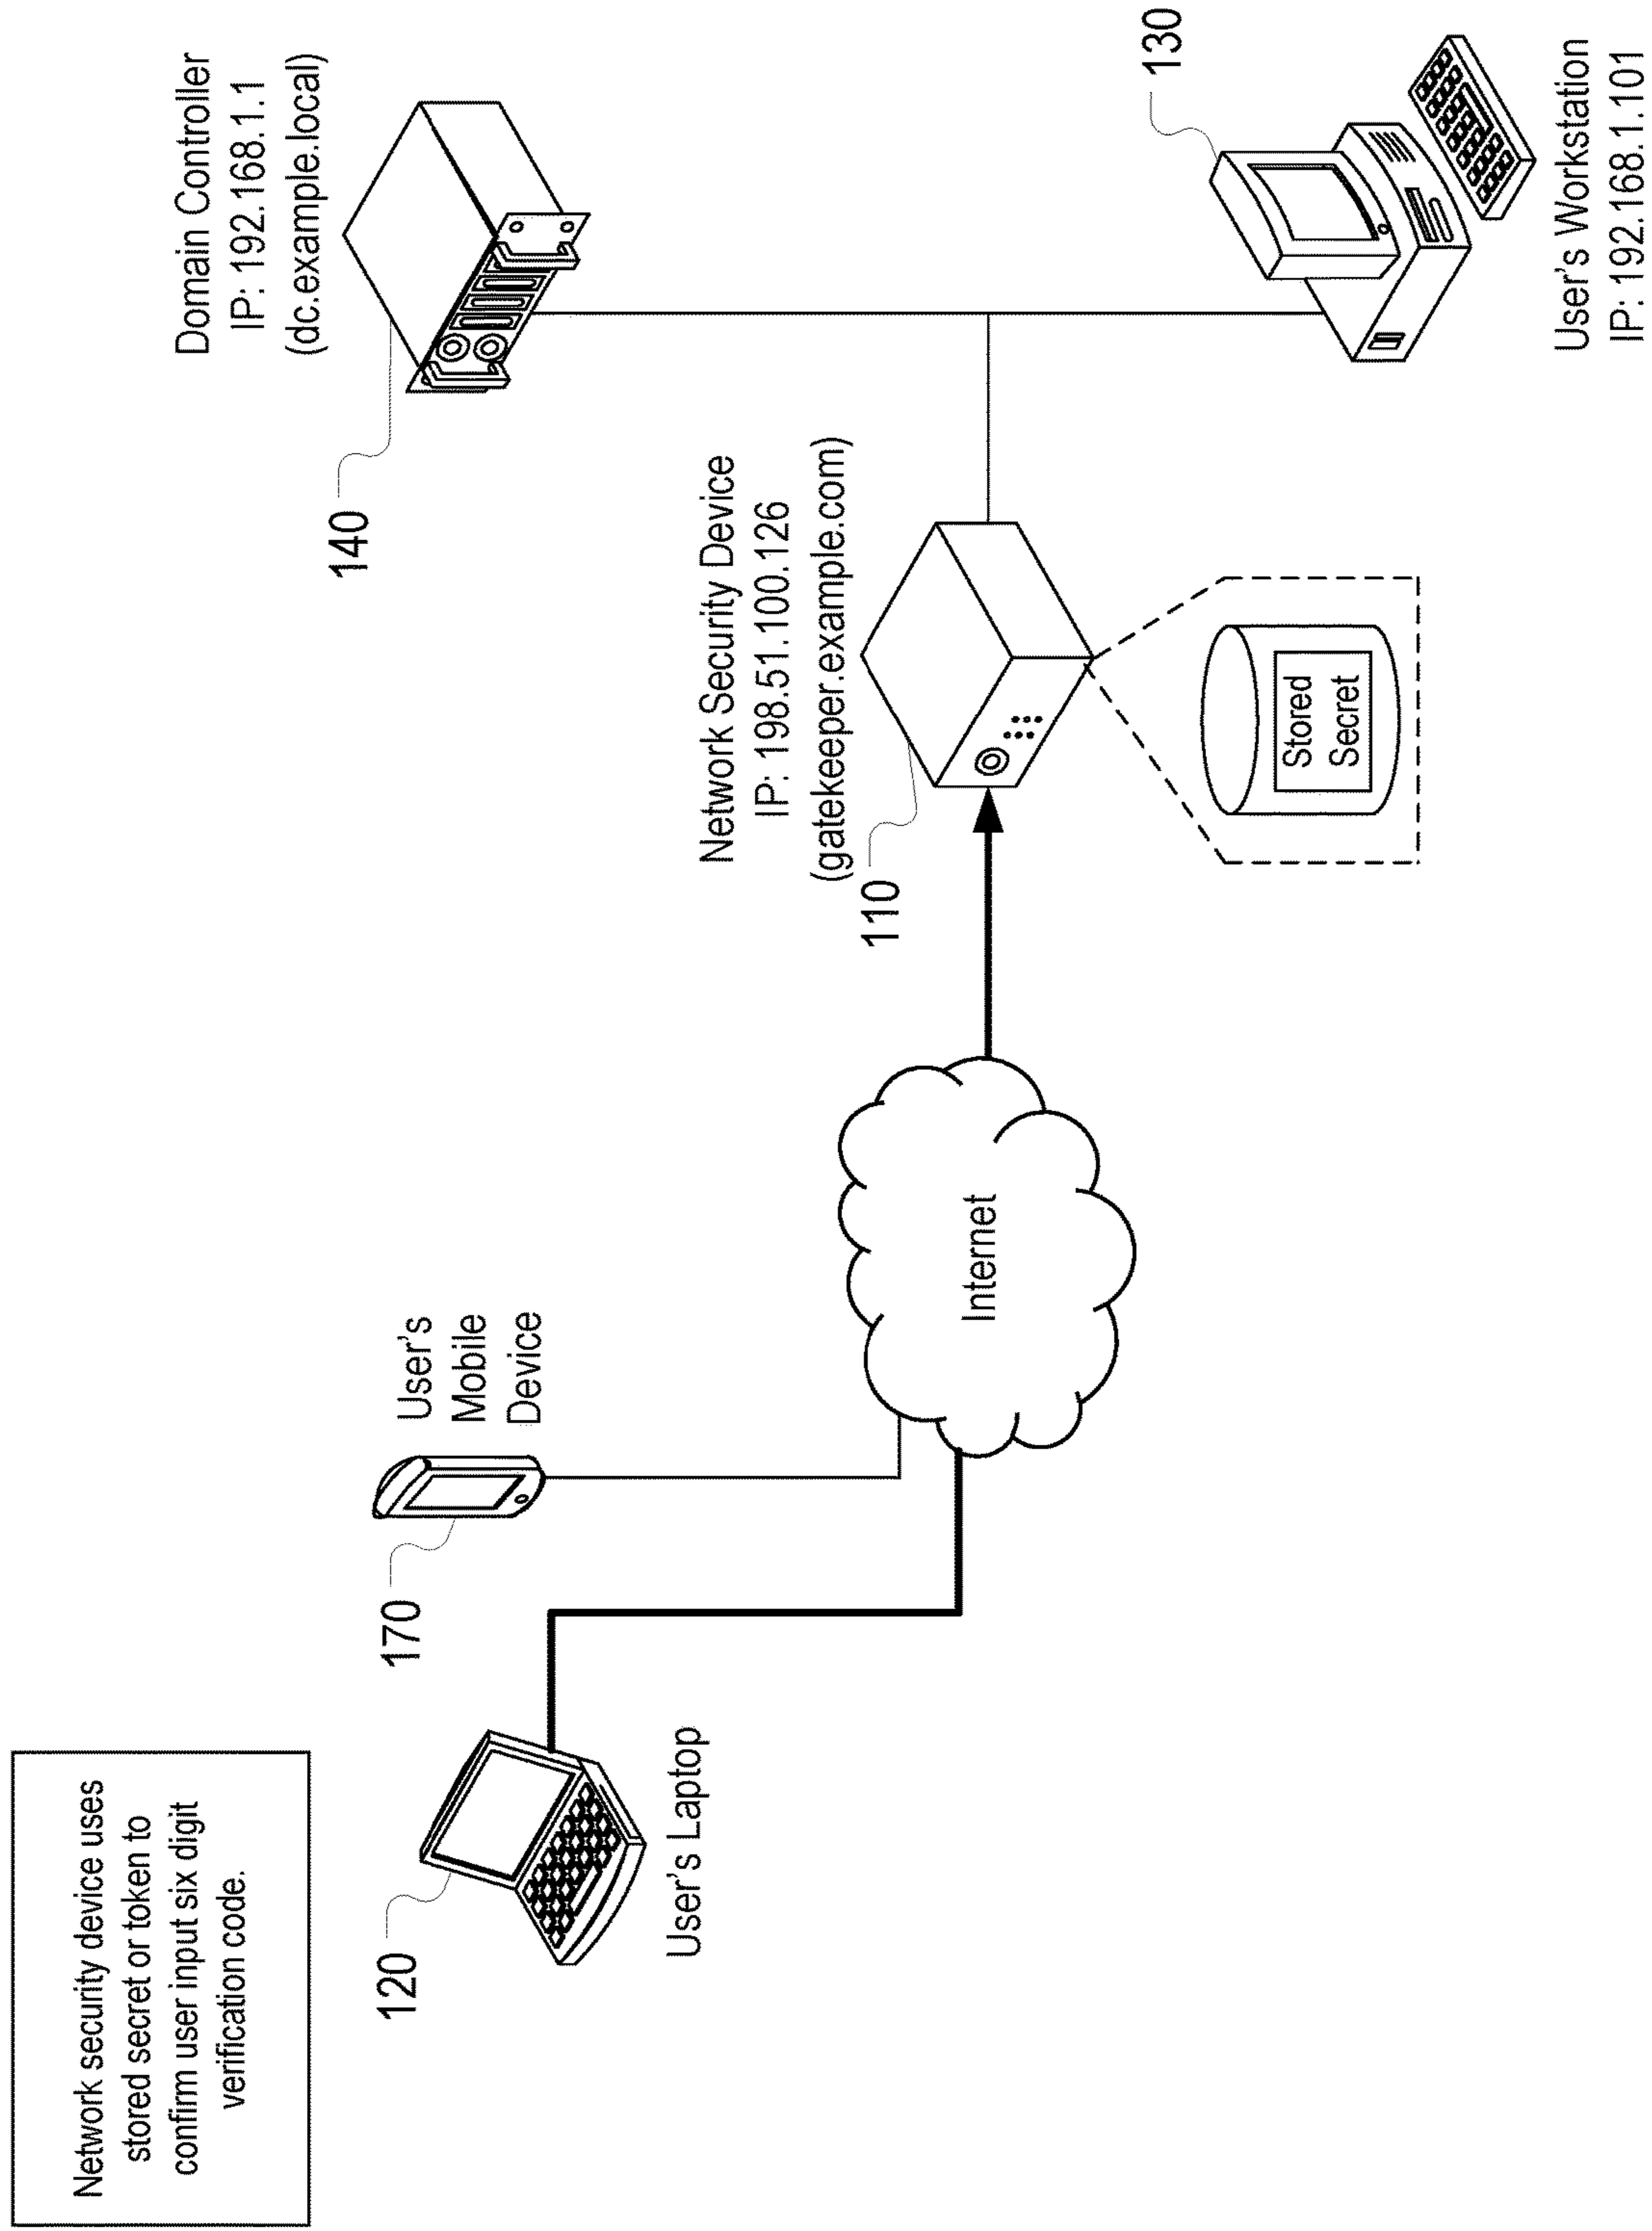 Network security device uses
stored secret or token to
confirm user input six digit
verification code.
120
User's Laptop
170
User's
Mobile
Device
Internet
110
Network Security Device
IP: 198.51.100.126
(gatekeeper.example.com)
Stored
Secret
140
Domain Controller
IP: 192.168.1.1
(dc.example.local)
130
User's Workstation
IP: 192.168.1.101